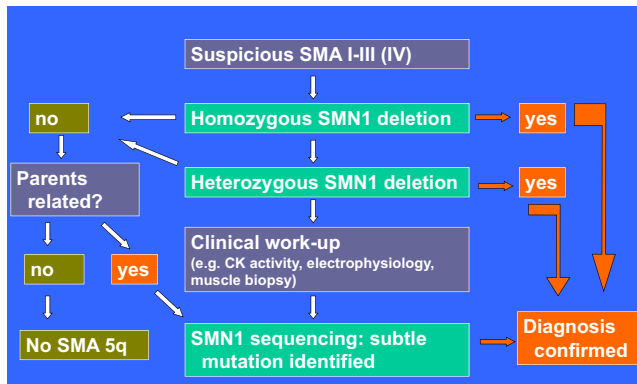 Suspicious SMA I-III (IV)
no
Homozygous SMN1 deletion
yes
Parents
related?
Heterozygous SMN1 deletion
yes
Clinical work-up
(e.g. CK activity, electrophysiology,
muscle biopsy)
no
yes
No SMA 5q
SMN1 sequencing: subtle
mutation identified
Diagnosis
confirmed